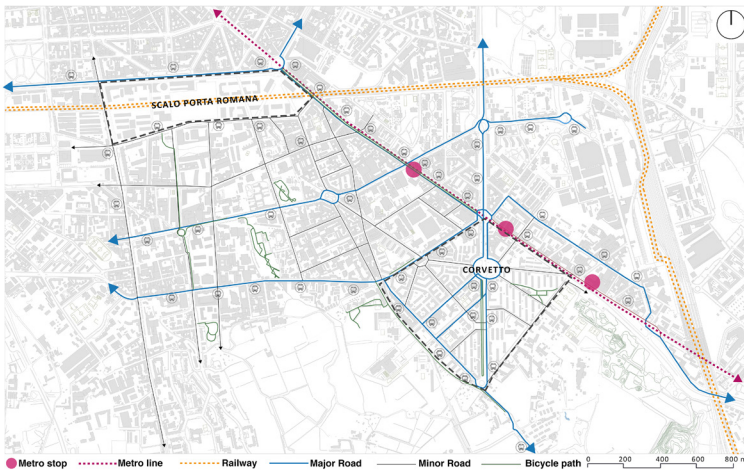 SCALO PORTA ROMANA
CORVETTO
Metro stop Metro line Railway Major Road Minor Road Bicycle path 0 200 400 600 800 m